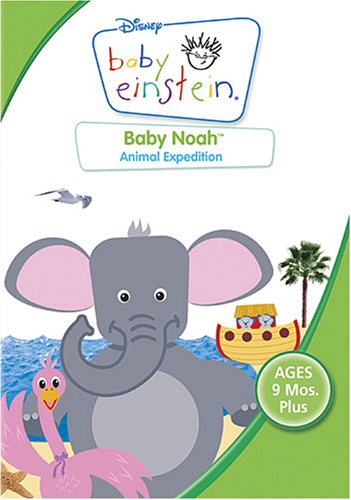 Disney
baby
einstein®
Baby Noah™
Animal Expedition
AGES
9 Mos.
Plus